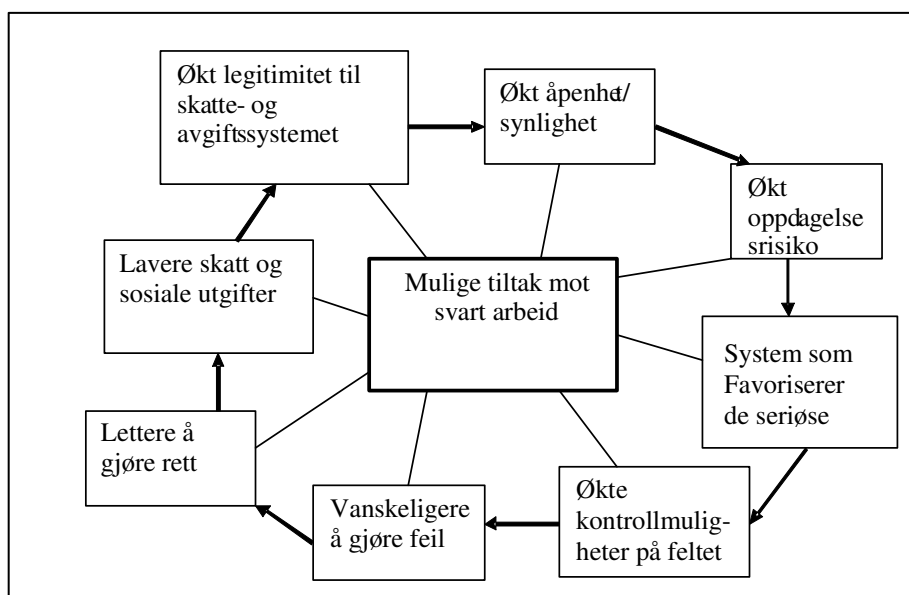 Økt legitimitet til
skatte- og
avgiftssystemet
Økt åpenhet/
synlighet
Økt
oppdagelse
srisiko
Lavere skatt og
sosiale utgifter
Mulige tiltak mot
svart arbeid
System som
Favoriserer
de seriøse
Lettere å
gjøre rett
Vanskeligere
å gjøre feil
Økte
kontrollmulig-
heter på feltet